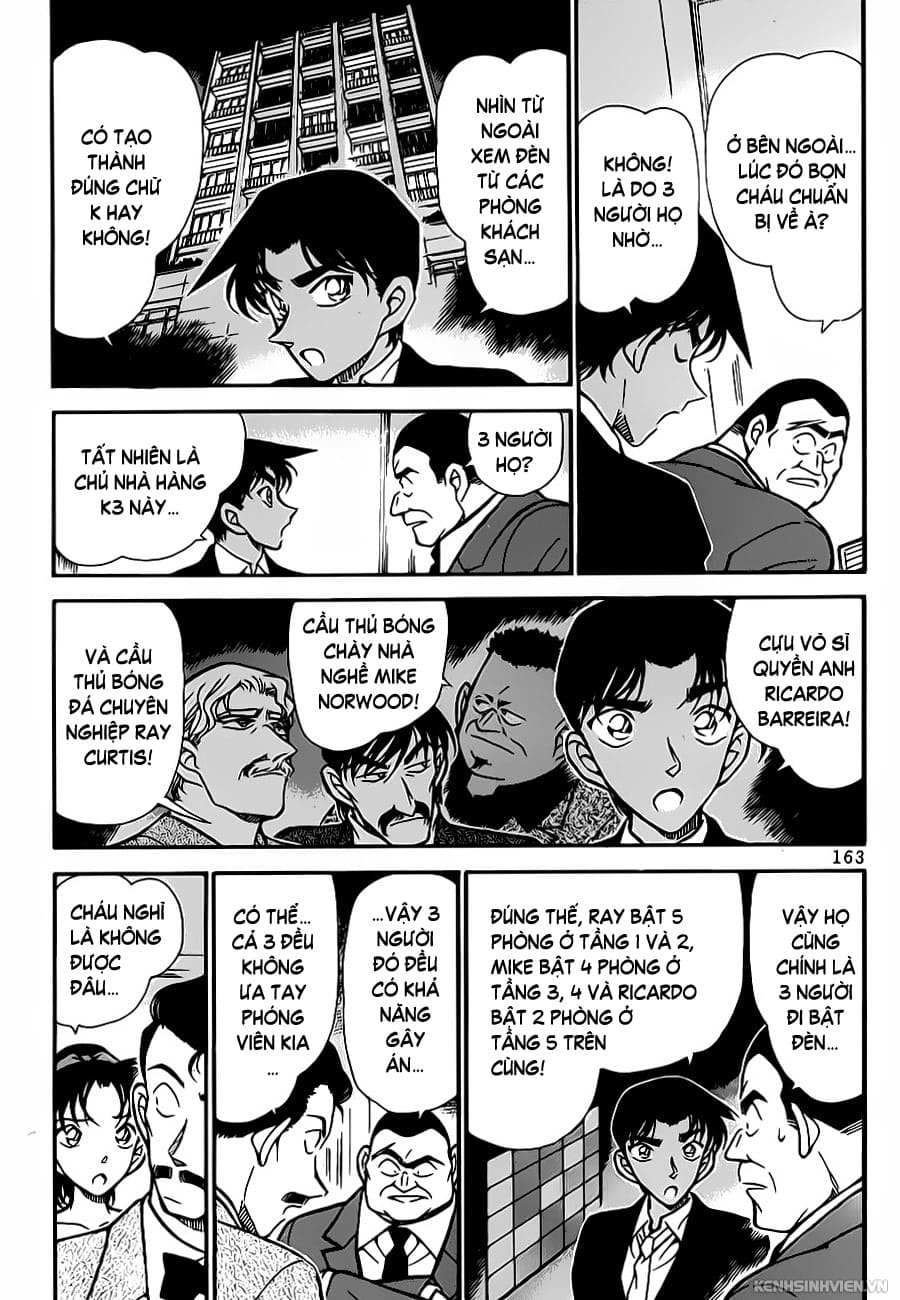 Ở BÊN NGOÀI...
LÚC ĐÓ BỌN
CHÁU CHUẨN
BỊ VỀ À?
KHÔNG!
LÀ DO 3
NGƯỜI HỌ
NHỜ...
NHÌN TỪ
NGOÀI
XEM ĐÈN
TỪ CÁC
PHÒNG
KHÁCH
SẠN...
CÓ TẠO
THÀNH
ĐÚNG CHỮ
K HAY
KHÔNG!
3 NGƯỜI
HỌ?
TẤT NHIÊN LÀ
CHỦ NHÀ HÀNG
K3 NÀY...
CỰU VÕ SĨ
QUYỀN ANH
RICARDO
BARREIRA!
CẦU THỦ BÓNG
CHÀY NHÀ
NGHỀ MIKE
NORWOOD!
VÀ CẦU
THỦ BÓNG
ĐÁ CHUYÊN
NGHIỆP RAY
CURTIS!
163
VẬY HỌ
CŨNG
CHÍNH LÀ
3 NGƯỜI
ĐI BẬT
ĐÈN...
ĐÚNG THẾ, RAY BẬT 5
PHÒNG Ở TẦNG 1 VÀ 2,
MIKE BẬT 4 PHÒNG Ở
TẦNG 3, 4 VÀ RICARDO
BẬT 2 PHÒNG Ở
TẦNG 5 TRÊN
CÙNG!
...VẬY 3
NGƯỜI
ĐÓ ĐỀU
CÓ KHẢ
NĂNG
GÂY
ÁN...
CÓ THỂ...
CẢ 3 ĐỀU
KHÔNG
ƯA TAY
PHÓNG
VIÊN KIA
...
CHÁU NGHĨ
LÀ KHÔNG
ĐƯỢC
ĐÂU...
KENHSINHVIEN.VN